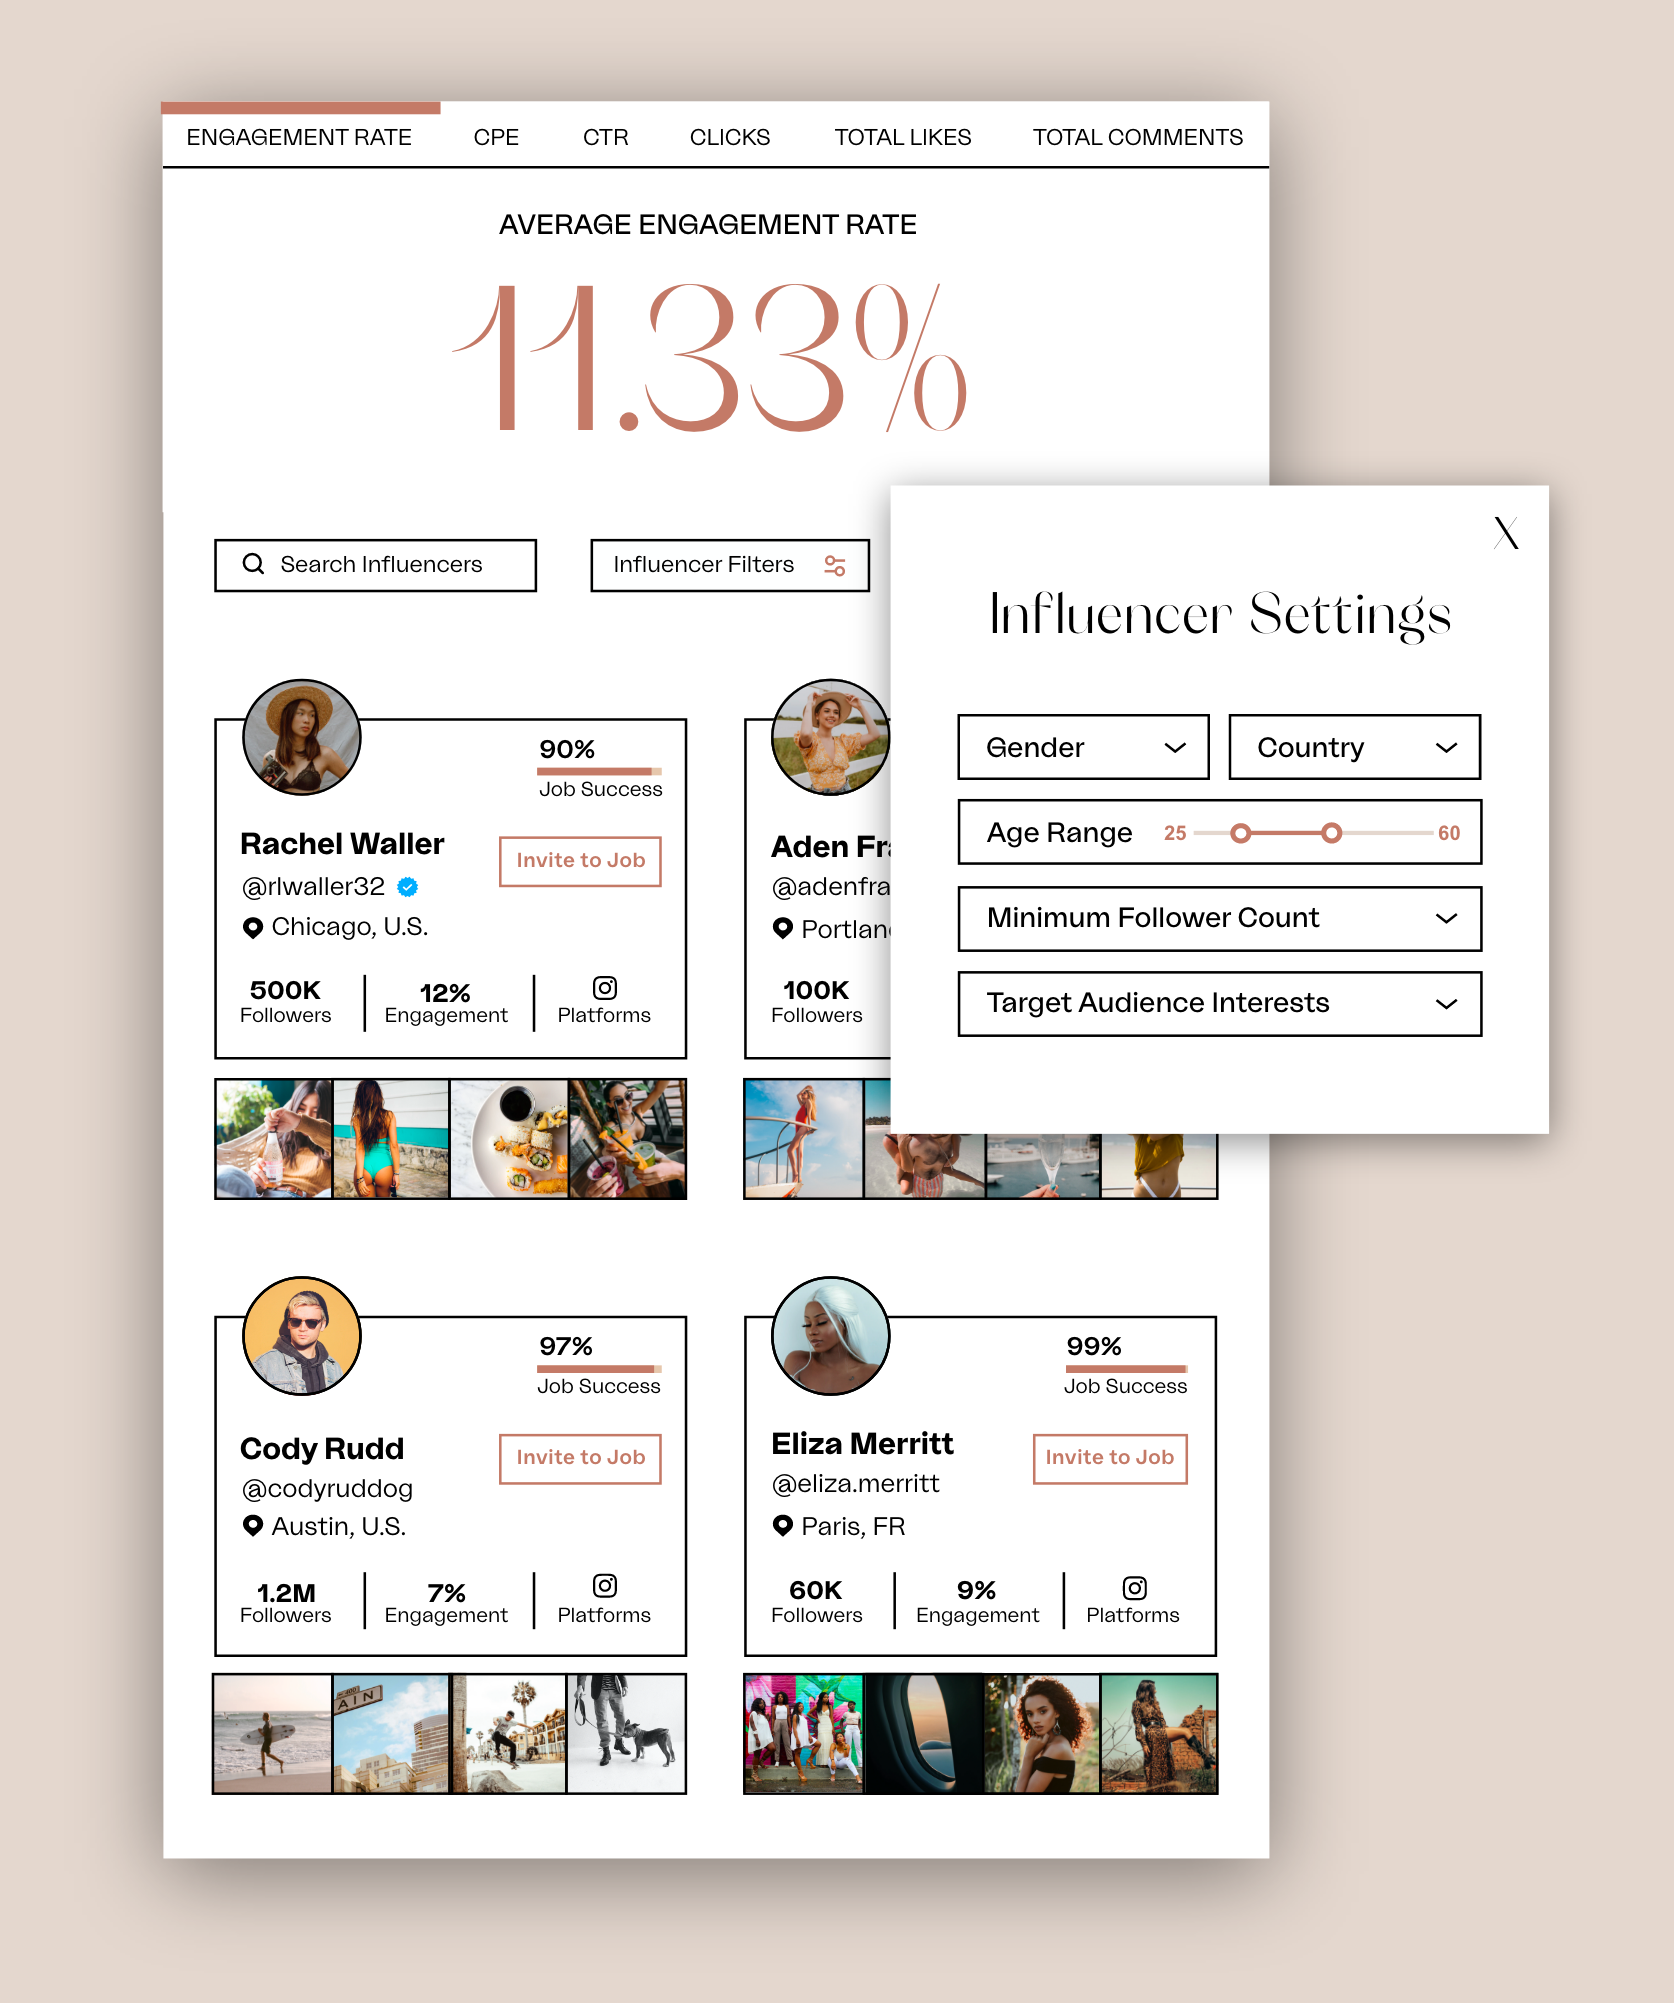 ENGAGEMENT RATE CPE CTR CLICKS TOTAL LIKES TOTAL COMMENTS
AVERAGE ENGAGEMENT RATE
11.33%
Search Influencers
Influencer Filters
X
Influencer Settings
Gender
Country
Age Range 25 60
Minimum Follower Count
Target Audience Interests
90%
Job Success
Rachel Waller
Invite to Job
@rlwaller32
Chicago, U.S.
500K
Followers
12%
Engagement
Platforms
Aden Fra
@adenfra
Portlan
100K
Followers
97%
Job Success
Cody Rudd
Invite to Job
@codyruddog
Austin, U.S.
1.2M
Followers
7%
Engagement
Platforms
99%
Job Success
Eliza Merritt
Invite to Job
@eliza.merritt
Paris, FR
60K
Followers
9%
Engagement
Platforms
AIN